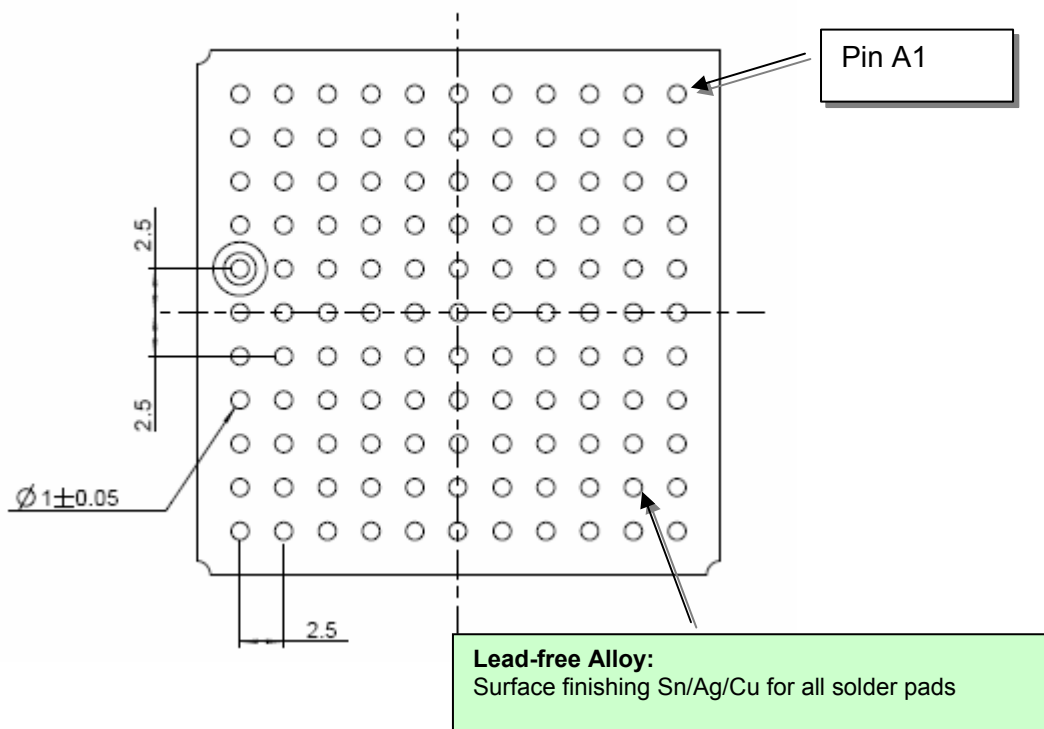 Pin A1
2.5
2.5
Ø 1±0.05
2.5
Lead-free Alloy:
Surface finishing Sn/Ag/Cu for all solder pads